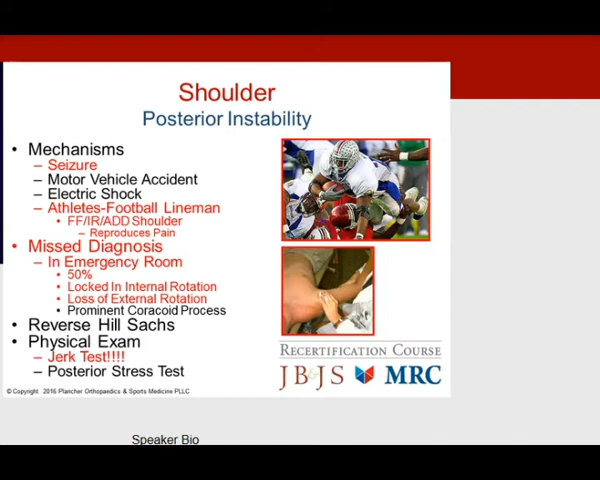 Shoulder
Posterior Instability
• Mechanisms
– Seizure
– Motor Vehicle Accident
– Electric Shock
– Athletes-Football Lineman
• FF/IR/ADD Shoulder
– Reproduces Pain
• Missed Diagnosis
– In Emergency Room
• 50%
• Locked In Internal Rotation
• Loss of External Rotation
• Prominent Coracoid Process
• Reverse Hill Sachs
• Physical Exam
– Jerk Test!!!!
– Posterior Stress Test
RECERTIFICATION COURSE
JB&JS MRC
© Copyright 2016 Plancher Orthopaedics & Sports Medicine PLLC
Speaker Bio